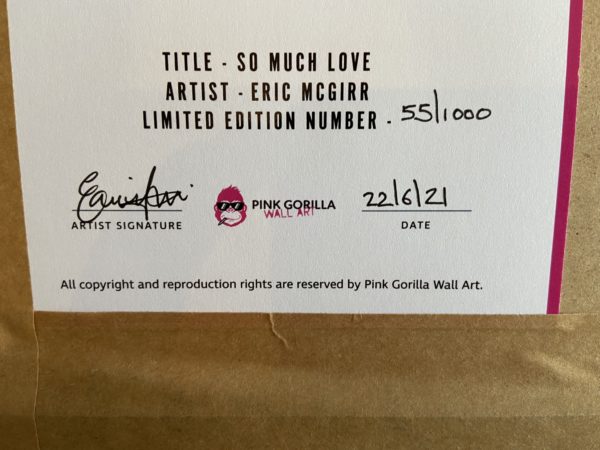 TITLE - SO MUCH LOVE
ARTIST - ERIC MCGIRR
LIMITED EDITION NUMBER - 55/1000
PINK GORILLA
WALL ART
22/6/21
ARTIST SIGNATURE
DATE
All copyright and reproduction rights are reserved by Pink Gorilla Wall Art.